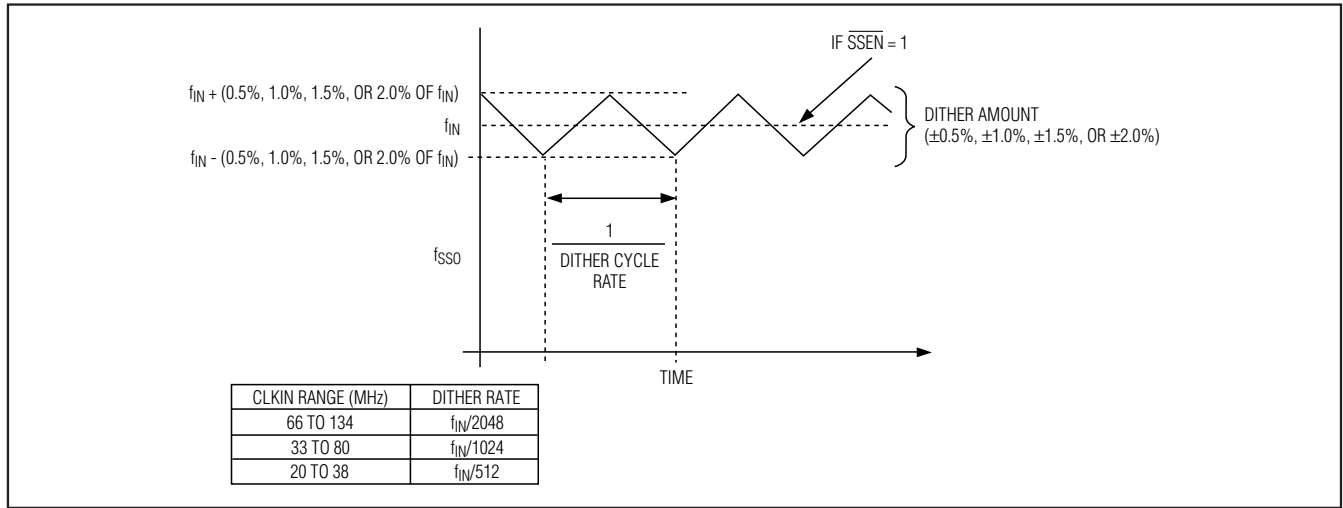 IF SSEN = 1
fIN + (0.5%, 1.0%, 1.5%, OR 2.0% OF fIN)
fIN
fIN - (0.5%, 1.0%, 1.5%, OR 2.0% OF fIN)
DITHER AMOUNT
(±0.5%, ±1.0%, ±1.5%, OR ±2.0%)
1
DITHER CYCLE
RATE
fSSO
TIME
CLKIN RANGE (MHz) DITHER RATE
66 TO 134 fIN/2048
33 TO 80 fIN/1024
20 TO 38 fIN/512